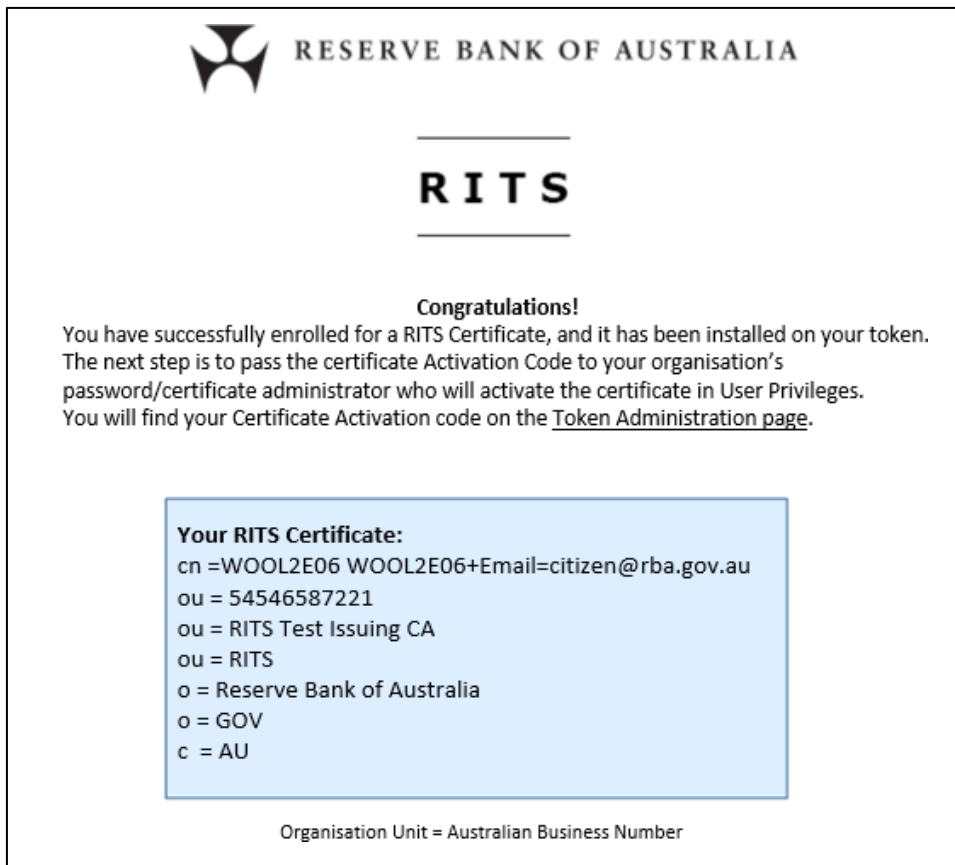 RESERVE BANK OF AUSTRALIA
RITS
Congratulations!
You have successfully enrolled for a RITS Certificate, and it has been installed on your token.
The next step is to pass the certificate Activation Code to your organisation's
password/certificate administrator who will activate the certificate in User Privileges.
You will find your Certificate Activation code on the Token Administration page.
Your RITS Certificate:
cn =WOOL2E06 WOOL2E06+Email=citizen@rba.gov.au
ou = 54546587221
ou = RITS Test Issuing CA
ou = RITS
o = Reserve Bank of Australia
o = GOV
c = AU
Organisation Unit = Australian Business Number